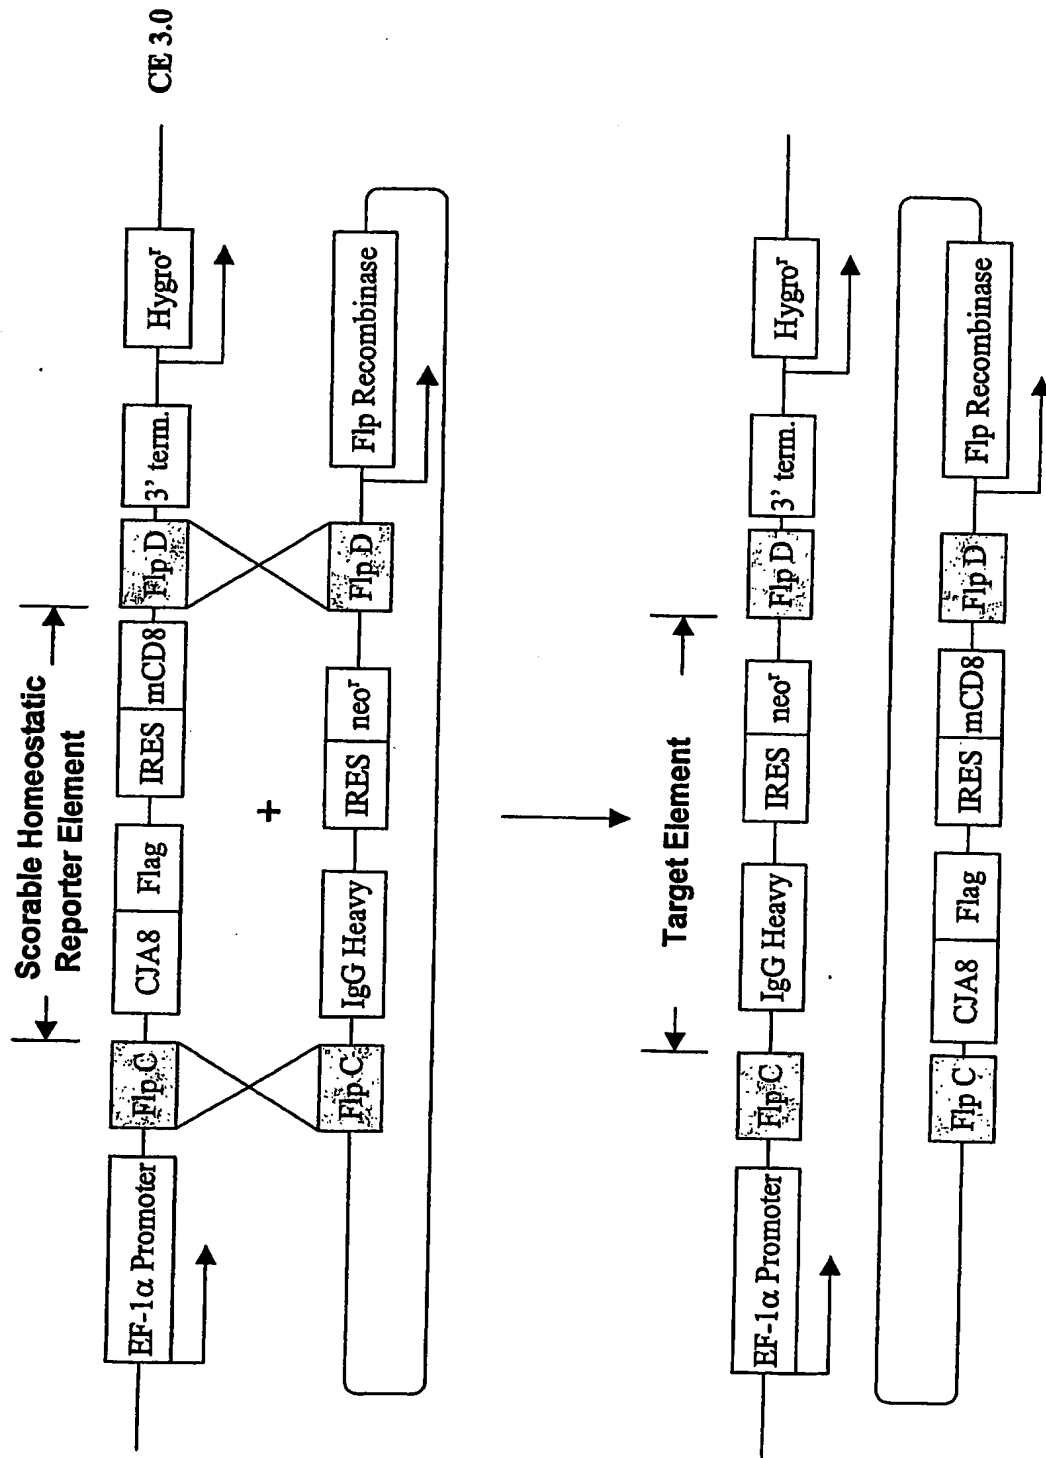 CE 3.0
Scorable Homeostatic
Reporter Element
EF-1α Promoter
Flp C
CJA8
Flag
IRES
mCD8
Flp D
3' term.
Hygroʳ
+
Flp C
IgG Heavy
IRES
neoʳ
Flp D
Flp Recombinase
Target Element
EF-1α Promoter
Flp C
IgG Heavy
IRES
neoʳ
Flp D
3' term.
Hygroʳ
Flp C
CJA8
Flag
IRES
mCD8
Flp D
Flp Recombinase